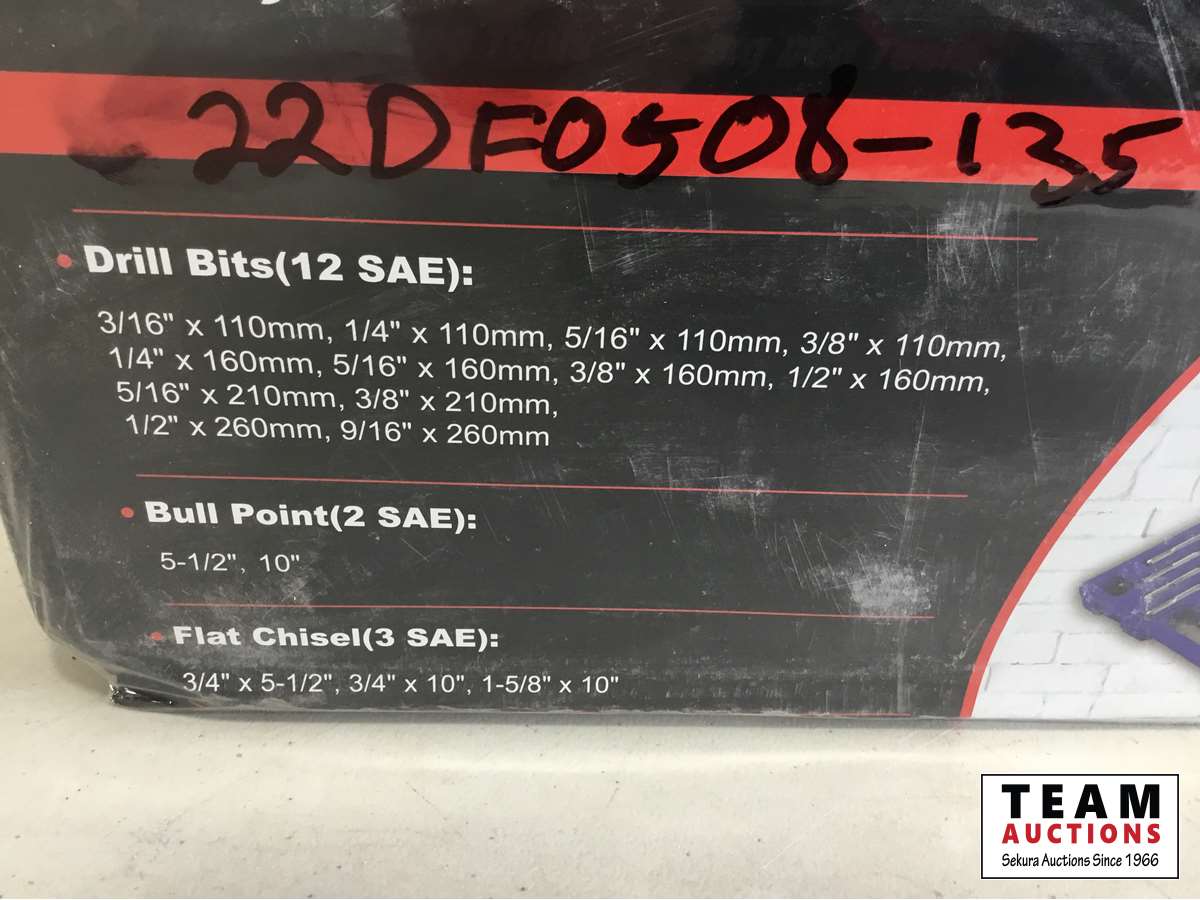 22DF0508-135
• Drill Bits(12 SAE):
3/16" x 110mm, 1/4" x 110mm, 5/16" x 110mm, 3/8" x 110mm,
1/4" x 160mm, 5/16" x 160mm, 3/8" x 160mm, 1/2" x 160mm,
5/16" x 210mm, 3/8" x 210mm,
1/2" x 260mm, 9/16" x 260mm
• Bull Point(2 SAE):
5-1/2", 10"
• Flat Chisel(3 SAE):
3/4" x 5-1/2", 3/4" x 10", 1-5/8" x 10"
TEAM
AUCTIONS
Sekura Auctions Since 1966